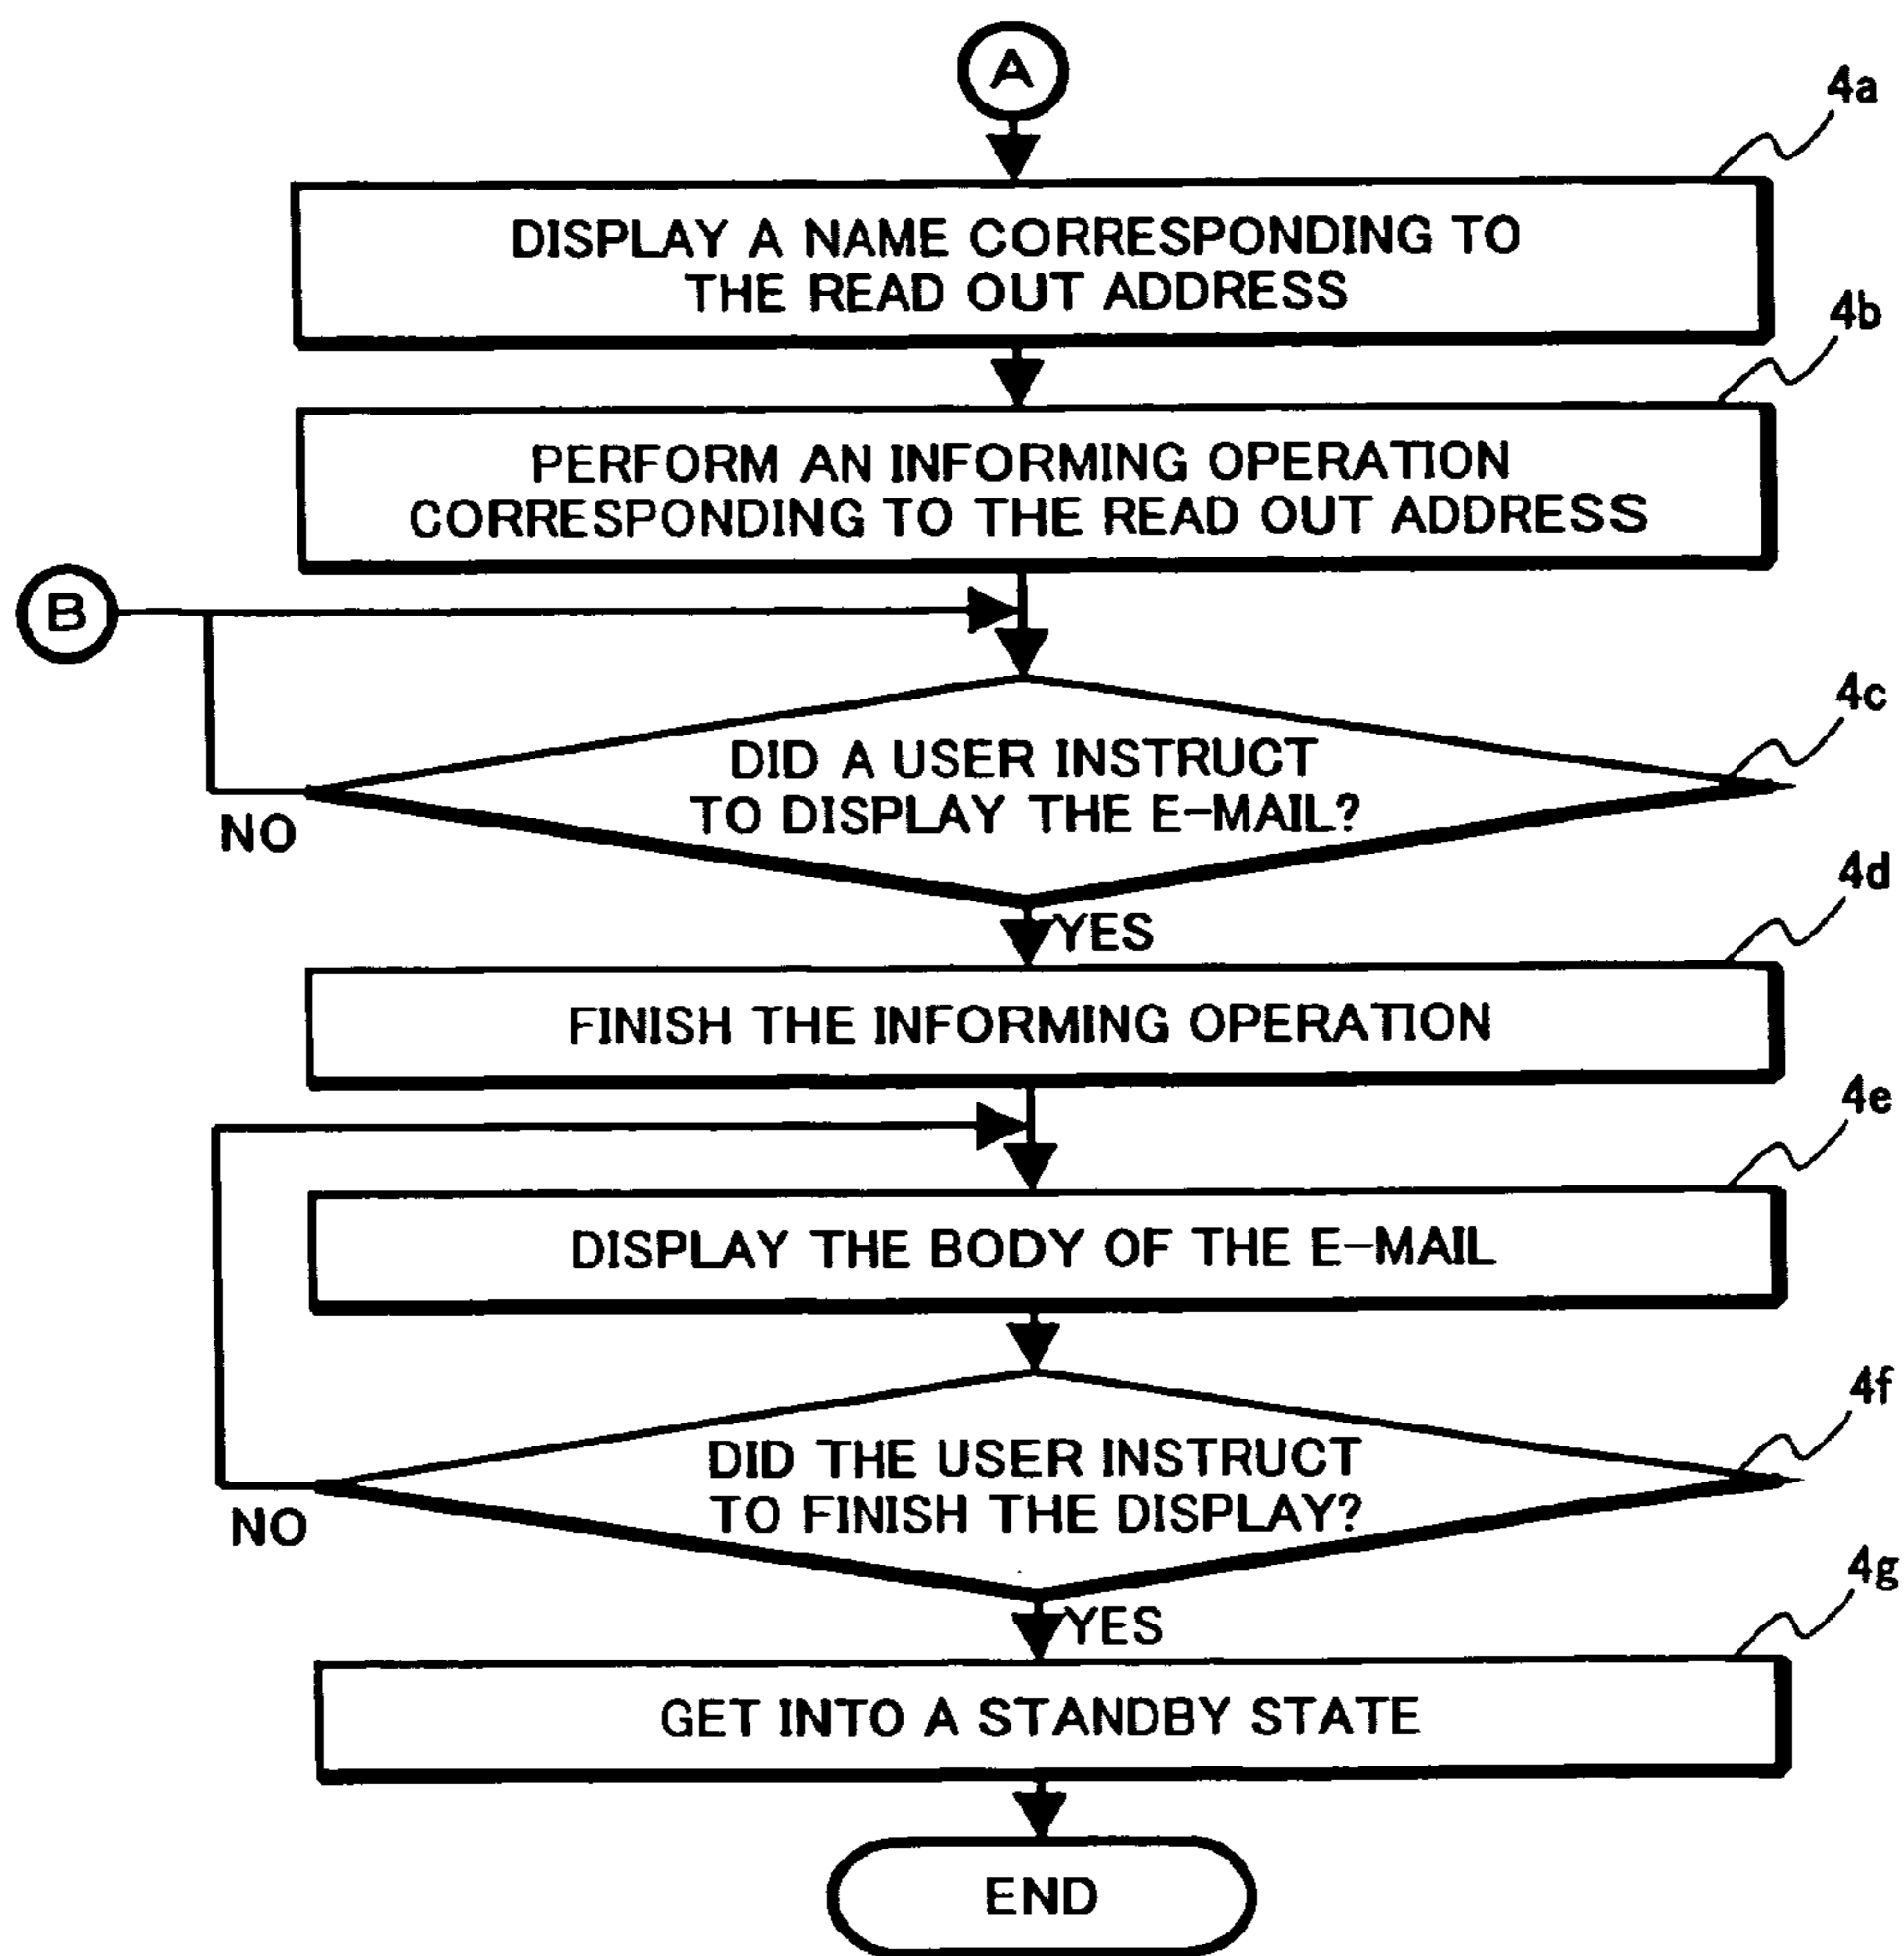 A
4a
DISPLAY A NAME CORRESPONDING TO
THE READ OUT ADDRESS
4b
PERFORM AN INFORMING OPERATION
CORRESPONDING TO THE READ OUT ADDRESS
B
4c
DID A USER INSTRUCT
TO DISPLAY THE E-MAIL?
NO
4d
YES
FINISH THE INFORMING OPERATION
4e
DISPLAY THE BODY OF THE E-MAIL
4f
DID THE USER INSTRUCT
TO FINISH THE DISPLAY?
NO
4g
YES
GET INTO A STANDBY STATE
END